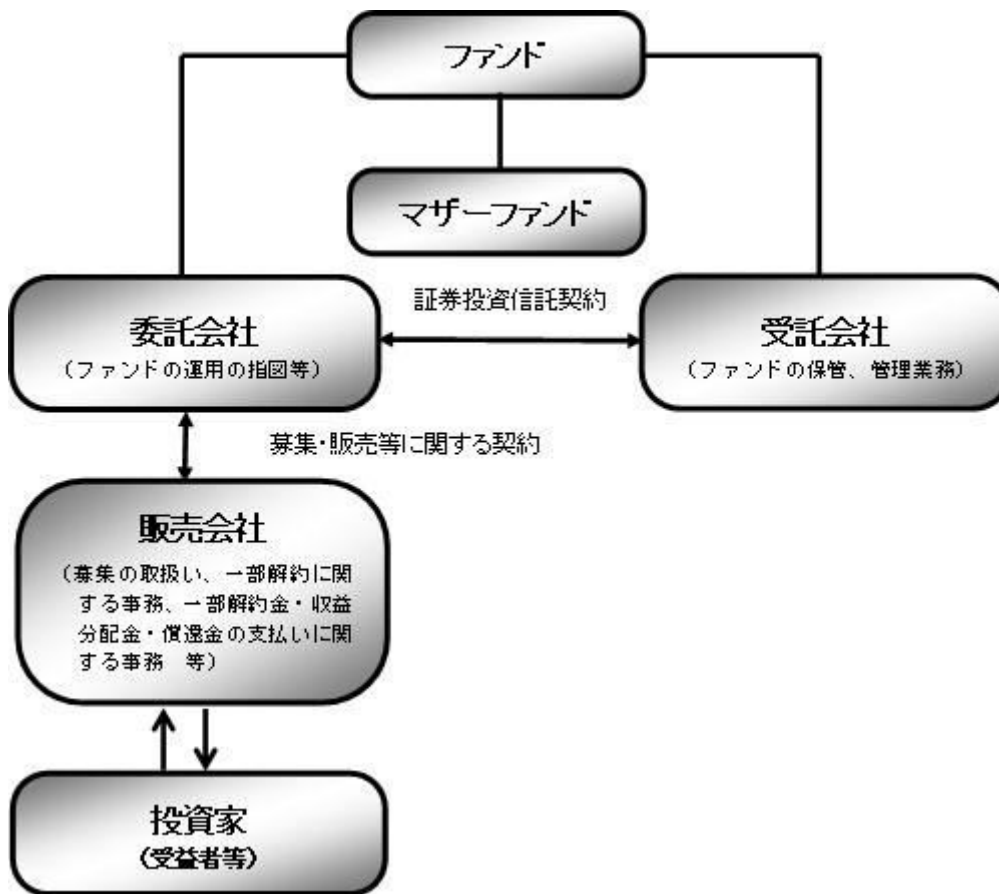 ファンド
マザーファンド
証券投資信託契約
委託会社
（ファンドの運用の指図等）
受託会社
（ファンドの保管、管理業務）
募集・販売等に関する契約
販売会社
（募集の取扱い、一部解約に関
する事務、一部解約金・収益
分配金・償還金の支払いに関
する事務　等）
投資家
（受益者等）